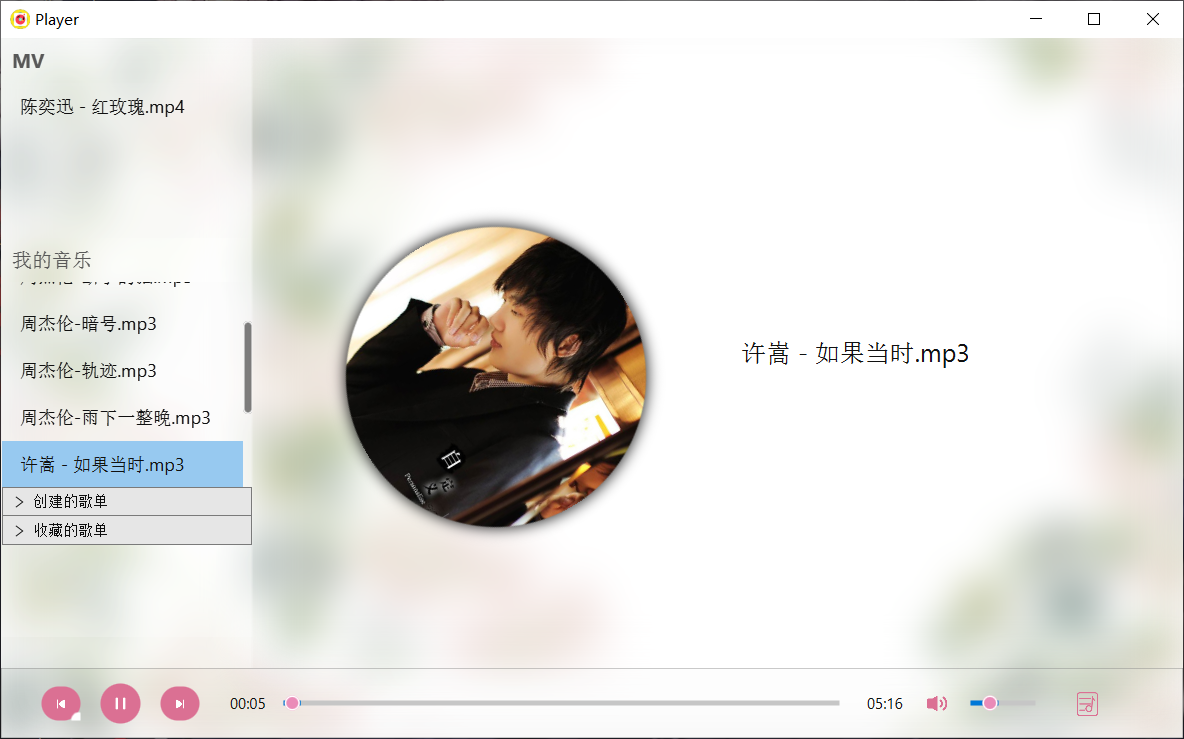 Player
MV
陈奕迅 - 红玫瑰.mp4
我的音乐
周杰伦-暗号.mp3
周杰伦-轨迹.mp3
周杰伦-雨下一整晚.mp3
许嵩 - 如果当时.mp3
创建的歌单
收藏的歌单
许嵩 - 如果当时.mp3
自
定
义
00:05
05:16